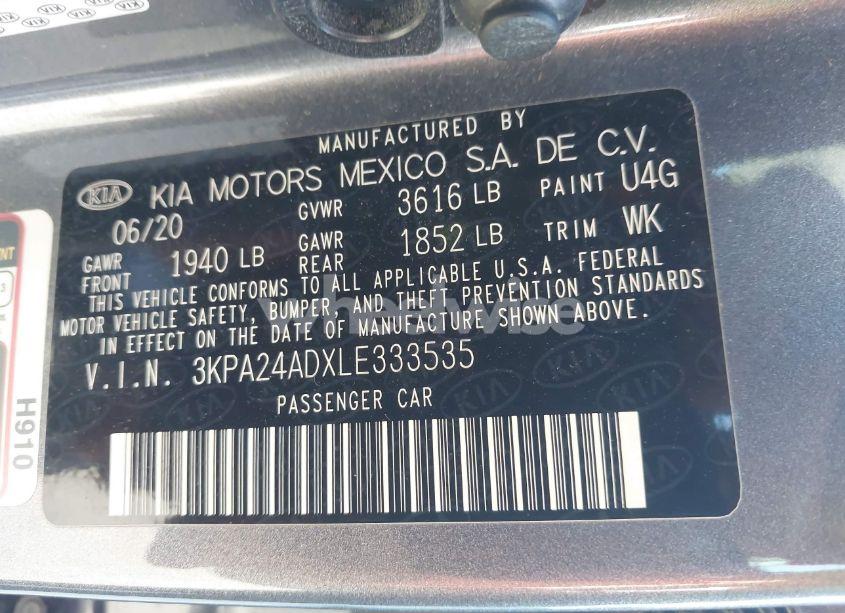 MANUFACTURED BY
KIA KIA MOTORS MEXICO S.A. DE C.V.
06/20 GVWR 3616 LB PAINT U4G
GAWR FRONT 1940 LB GAWR REAR 1852 LB TRIM WK
THIS VEHICLE CONFORMS TO ALL APPLICABLE U.S.A. FEDERAL
MOTOR VEHICLE SAFETY, BUMPER, AND THEFT PREVENTION STANDARDS
IN EFFECT ON THE DATE OF MANUFACTURE SHOWN ABOVE.
V.I.N. 3KPA24ADXLE333535
PASSENGER CAR
H910